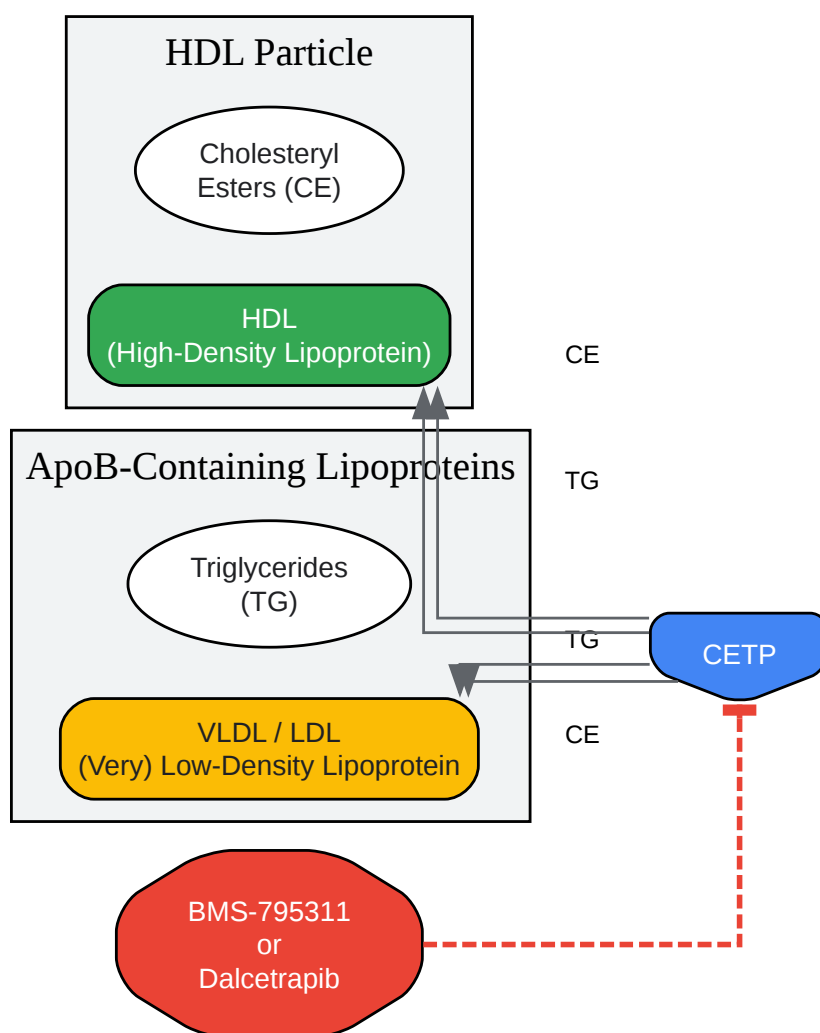 HDL Particle
Cholesteryl
Esters (CE)
HDL
(High-Density Lipoprotein)
CE
ApoB-Containing Lipoproteins
TG
Triglycerides
(TG)
TG
CETP
VLDL / LDL
(Very) Low-Density Lipoprotein
CE
BMS-795311
or
Dalcetrapib